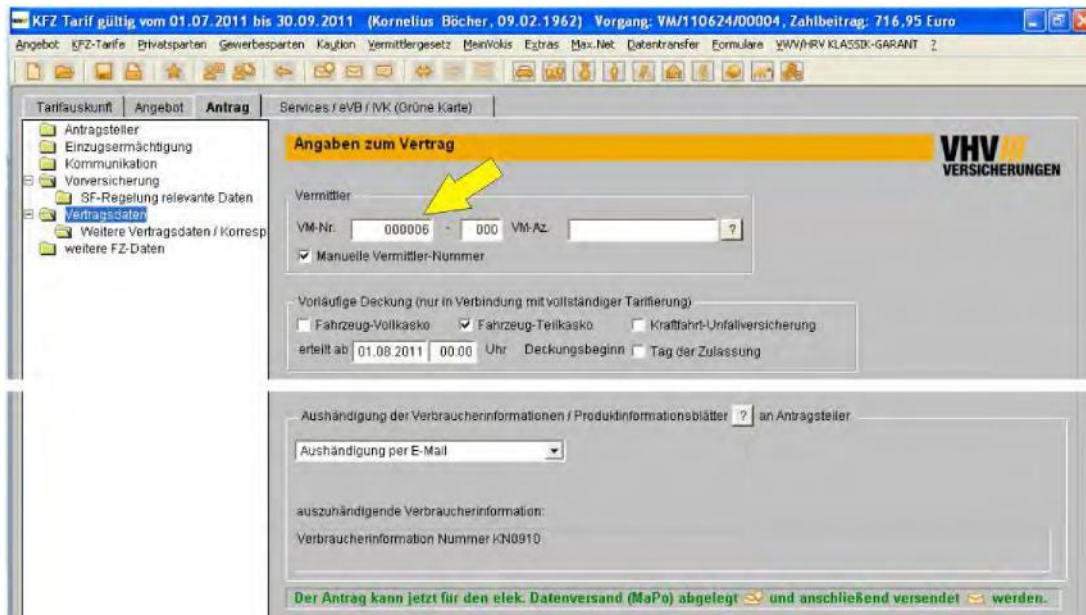 KFZ Tarif gültig vom 01.07.2011 bis 30.09.2011 (Kornelius Böcher, 09.02.1962) Vorgang: VM/110624/00004, Zahlbeitrag: 716,95 Euro
Angebot KFZ-Tarife Privatsparten Gewerbesparten Kaution Vermittlergesetz MeinVokis Extras Max.Net Datentransfer Formulare VWV/HRV KLASSIK-GARANT ?
Tarifauskunft Angebot Antrag Services / eVB / IVK (Grüne Karte)
Antragsteller
Einzugsermächtigung
Kommunikation
Vorversicherung
SF-Regelung relevante Daten
Vertragsdaten
Weitere Vertragsdaten / Korresp
weitere FZ-Daten
Angaben zum Vertrag
VHV
VERSICHERUNGEN
Vermittler
VM-Nr. 000006 - 000 VM-Az. ?
Manuelle Vermittler-Nummer
Vorläufige Deckung (nur in Verbindung mit vollständiger Tarifierung)
Fahrzeug-Vollkasko Fahrzeug-Teilkasko Kraftfahrt-Unfallversicherung
erteilt ab 01.08.2011 00:00 Uhr Deckungsbeginn Tag der Zulassung
Aushändigung der Verbraucherinformationen / Produktinformationsblätter ? an Antragsteller
Aushändigung per E-Mail
auszuhändigende Verbraucherinformation:
Verbraucherinformation Nummer KN0910
Der Antrag kann jetzt für den elek. Datenversand (MaPo) abgelegt und anschließend versendet werden.